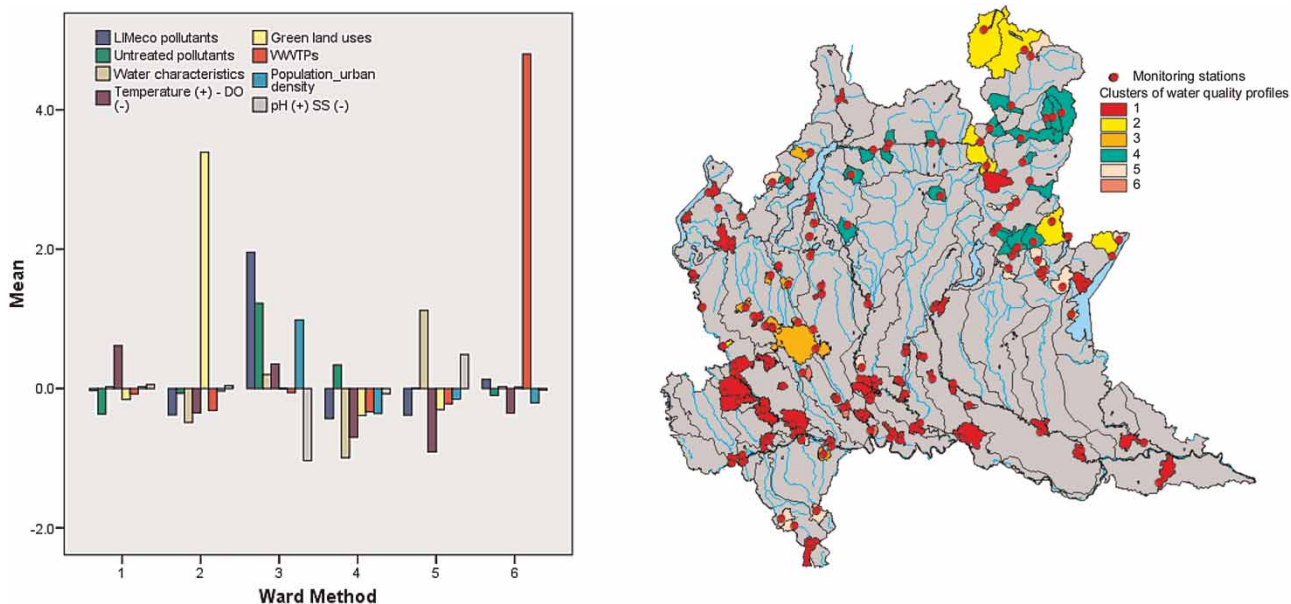 LIMeco pollutants
Untreated pollutants
Water characteristics
Temperature (+) - DO
(-)
Green land uses
WWTPs
Population_urban
density
pH (+) SS (-)
4.0
2.0
0.0
-2.0
Mean
1 2 3 4 5 6
Ward Method
Monitoring stations
Clusters of water quality profiles
1
2
3
4
5
6